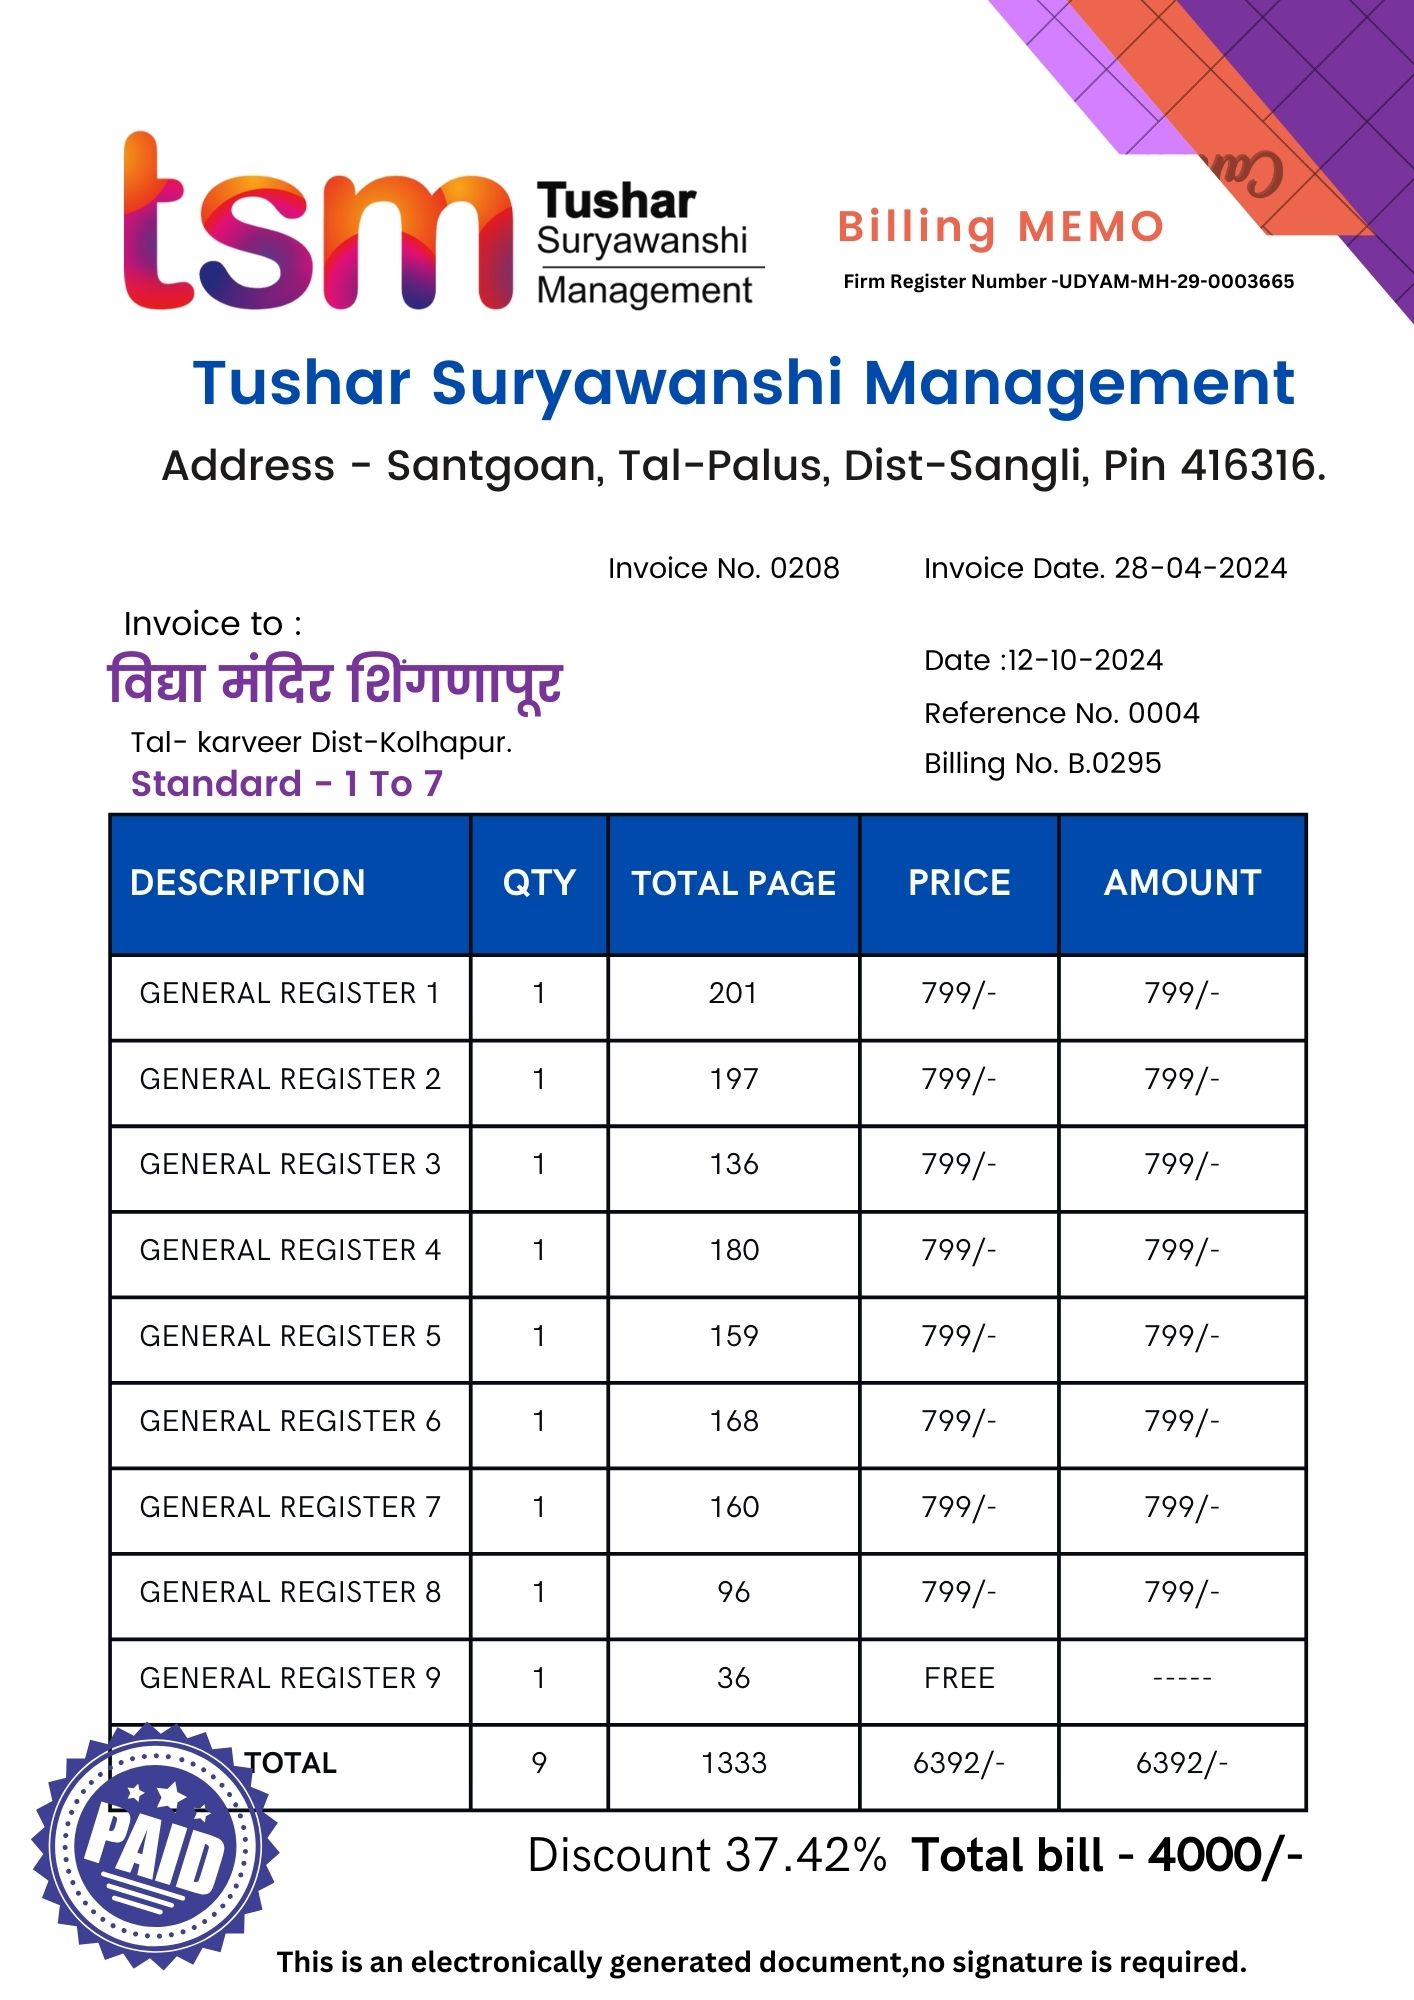 tsm
Tushar
Suryawanshi
Management
Billing MEMO
Firm Register Number -UDYAM-MH-29-0003665
Tushar Suryawanshi Management
Address - Santgoan, Tal-Palus, Dist-Sangli, Pin 416316.
Invoice No. 0208 Invoice Date. 28-04-2024
Invoice to :
विद्या मंदिर शिंगणापूर
Date :12-10-2024
Reference No. 0004
Tal- karveer Dist-Kolhapur.
Billing No. B.0295
Standard - 1 To 7
DESCRIPTION QTY TOTAL PAGE PRICE AMOUNT
GENERAL REGISTER 1 1 201 799/- 799/-
GENERAL REGISTER 2 1 197 799/- 799/-
GENERAL REGISTER 3 1 136 799/- 799/-
GENERAL REGISTER 4 1 180 799/- 799/-
GENERAL REGISTER 5 1 159 799/- 799/-
GENERAL REGISTER 6 1 168 799/- 799/-
GENERAL REGISTER 7 1 160 799/- 799/-
GENERAL REGISTER 8 1 96 799/- 799/-
GENERAL REGISTER 9 1 36 FREE -----
TOTAL 9 1333 6392/- 6392/-
PAID
Discount 37.42% Total bill - 4000/-
This is an electronically generated document,no signature is required.